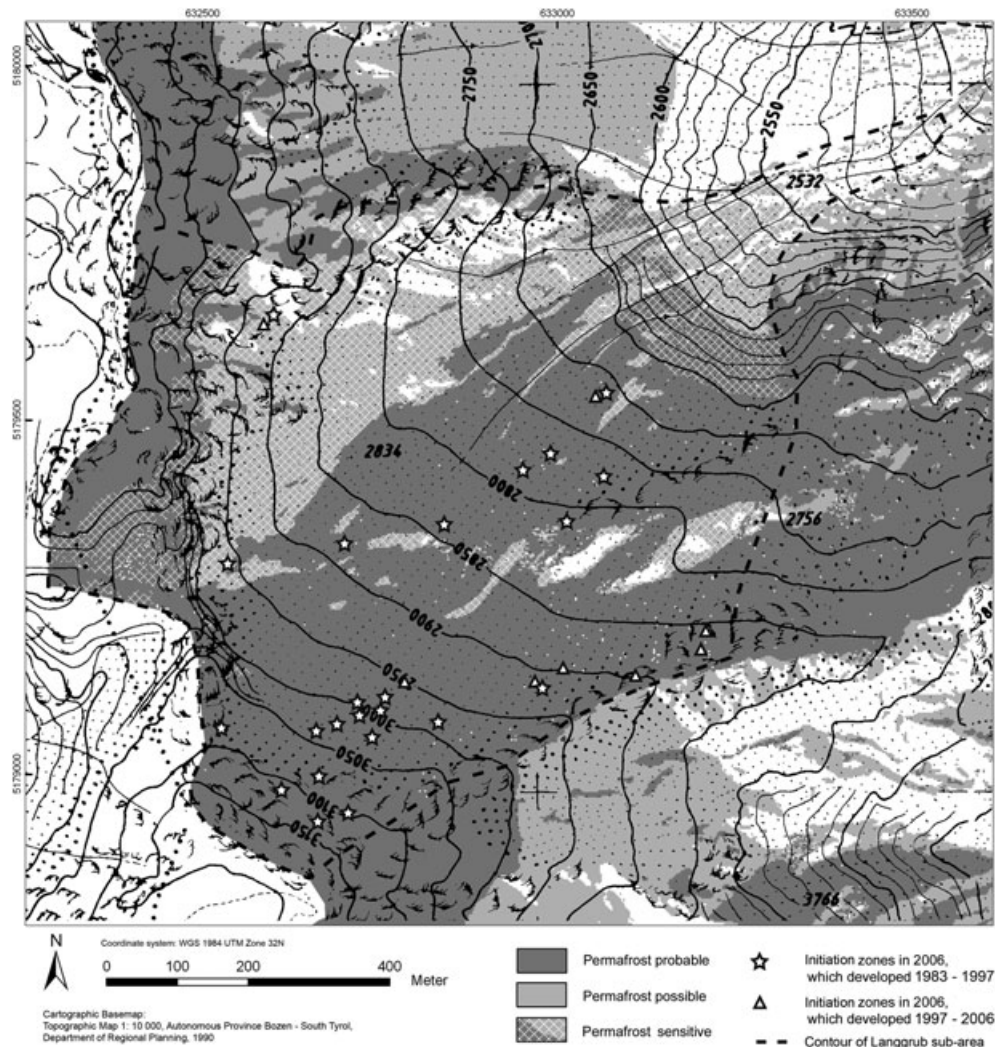 632500 633000 633500
5180000
2750
270
2650
2600
2550
2532
5179500
2834
2800
2756
2850
2900
2950
3000
3050
5179000
3100
3150
3766
N
Coordinate system: WGS 1984 UTM Zone 32N
0 100 200 400 Meter
Cartographic Basemap:
Topographic Map 1: 10 000, Autonomous Province Bozen - South Tyrol,
Department of Regional Planning, 1990
Permafrost probable
Permafrost possible
Permafrost sensitive
Initiation zones in 2006,
which developed 1983 - 1997
Initiation zones in 2006,
which developed 1997 - 2006
Contour of Langgrub sub-area